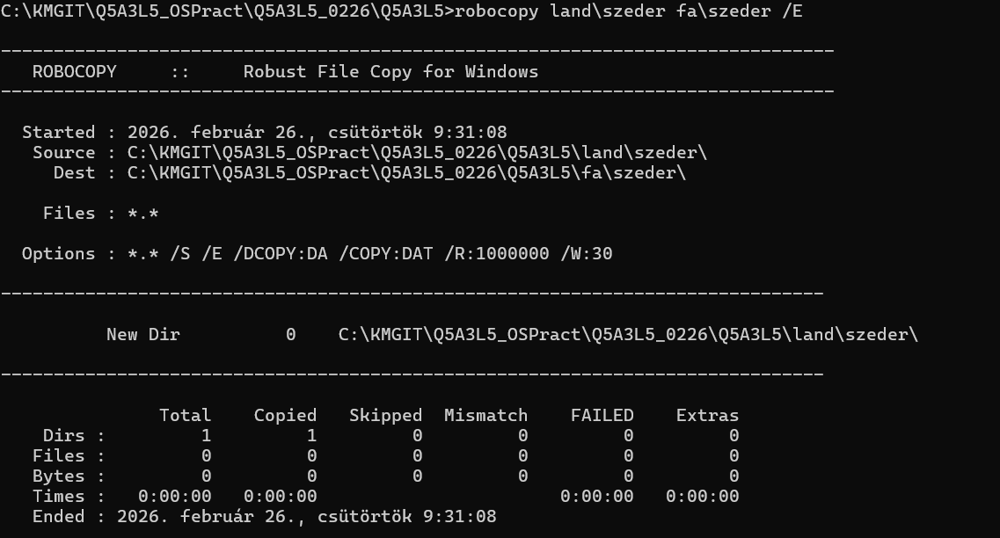 C:\KMGIT\Q5A3L5_OSPract\Q5A3L5_0226\Q5A3L5>robocopy land\szeder fa\szeder /E
-------------------------------------------------------------------------------
   ROBOCOPY     ::     Robust File Copy for Windows
-------------------------------------------------------------------------------
  Started : 2026. február 26., csütörtök 9:31:08
   Source : C:\KMGIT\Q5A3L5_OSPract\Q5A3L5_0226\Q5A3L5\land\szeder\
     Dest : C:\KMGIT\Q5A3L5_OSPract\Q5A3L5_0226\Q5A3L5\fa\szeder\
    Files : *.*
  Options : *.* /S /E /DCOPY:DA /COPY:DAT /R:1000000 /W:30
------------------------------------------------------------------------------
          New Dir          0    C:\KMGIT\Q5A3L5_OSPract\Q5A3L5_0226\Q5A3L5\land\szeder\
------------------------------------------------------------------------------
               Total    Copied   Skipped  Mismatch    FAILED    Extras
    Dirs :         1         1         0         0         0         0
   Files :         0         0         0         0         0         0
   Bytes :         0         0         0         0         0         0
   Times :   0:00:00   0:00:00                       0:00:00   0:00:00
   Ended : 2026. február 26., csütörtök 9:31:08